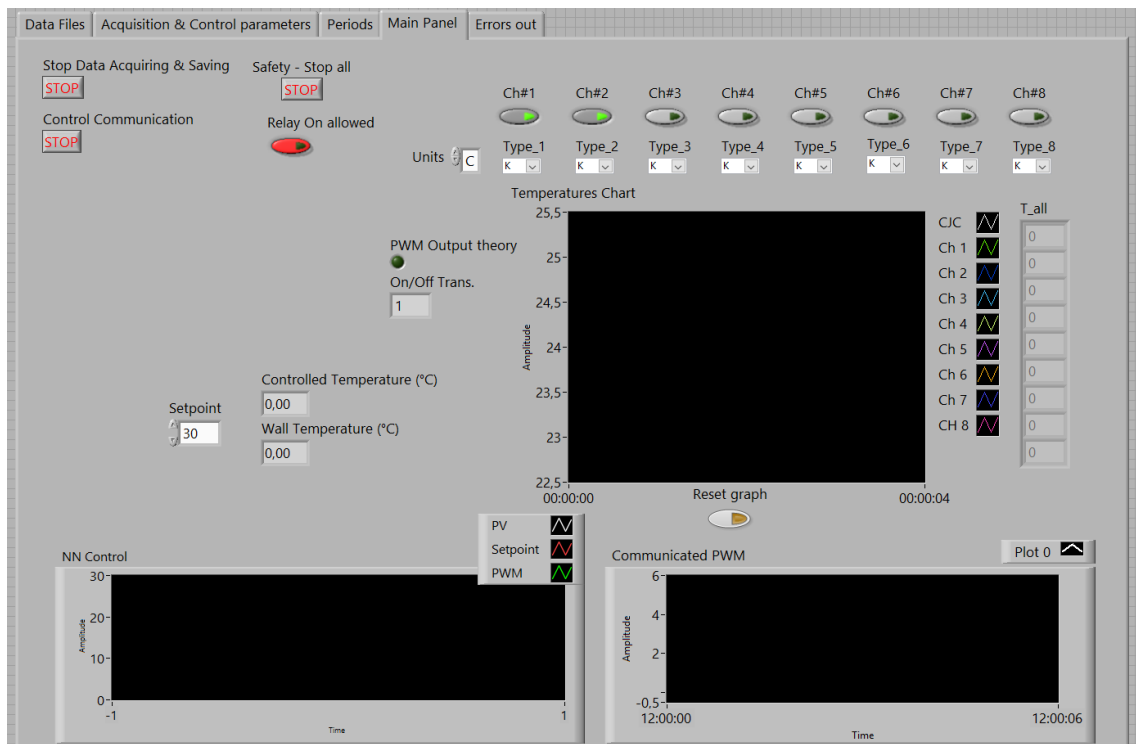 Data Files
Acquisition & Control parameters
Periods
Main Panel
Errors out
Stop Data Acquiring & Saving
STOP
Safety - Stop all
STOP
Control Communication
STOP
Relay On allowed
Ch#1 Ch#2 Ch#3 Ch#4 Ch#5 Ch#6 Ch#7 Ch#8
Units C
Type_1 Type_2 Type_3 Type_4 Type_5 Type_6 Type_7 Type_8
K K K K K K K K
Temperatures Chart
25,5
25
24,5
24
23,5
23
22,5
Amplitude
00:00:00
00:00:04
CJC
Ch 1
Ch 2
Ch 3
Ch 4
Ch 5
Ch 6
Ch 7
CH 8
T_all
0
0
0
0
0
0
0
0
0
PWM Output theory
On/Off Trans.
1
Setpoint
30
Controlled Temperature (°C)
0,00
Wall Temperature (°C)
0,00
Reset graph
NN Control
PV
Setpoint
PWM
30
20
10
0
Amplitude
-1
1
Time
Communicated PWM
Plot 0
6
4
2
-0,5
Amplitude
12:00:00
12:00:06
Time